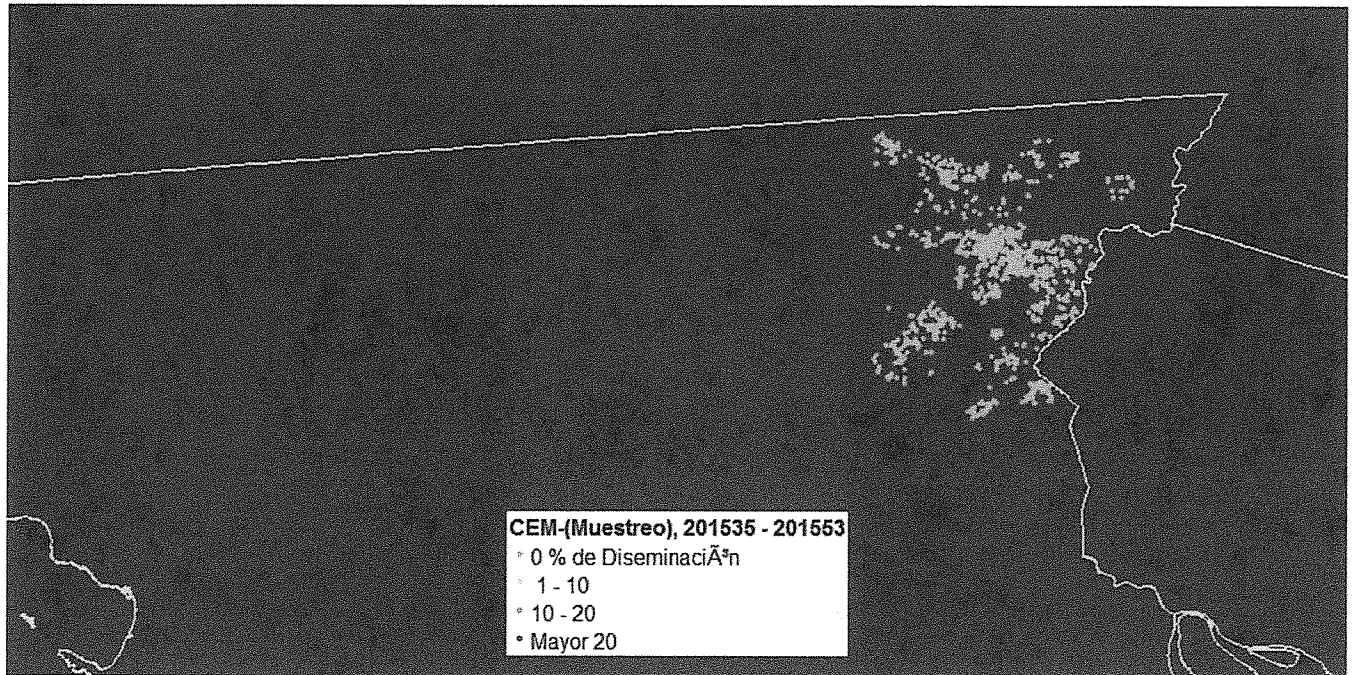 CEM-(Muestreo), 201535 - 201553
0 % de DiseminaciÃ³n
1 - 10
10 - 20
Mayor 20